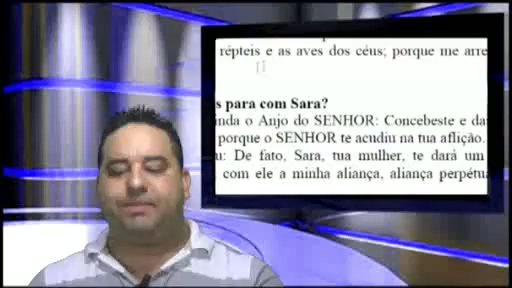 répteis e as aves dos céus; porque me arre
s para com Sara?
inda o Anjo do SENHOR: Concebeste e da
porque o SENHOR te acudiu na tua aflição.
u: De fato, Sara, tua mulher, te dará um
com ele a minha aliança, aliança perpétu